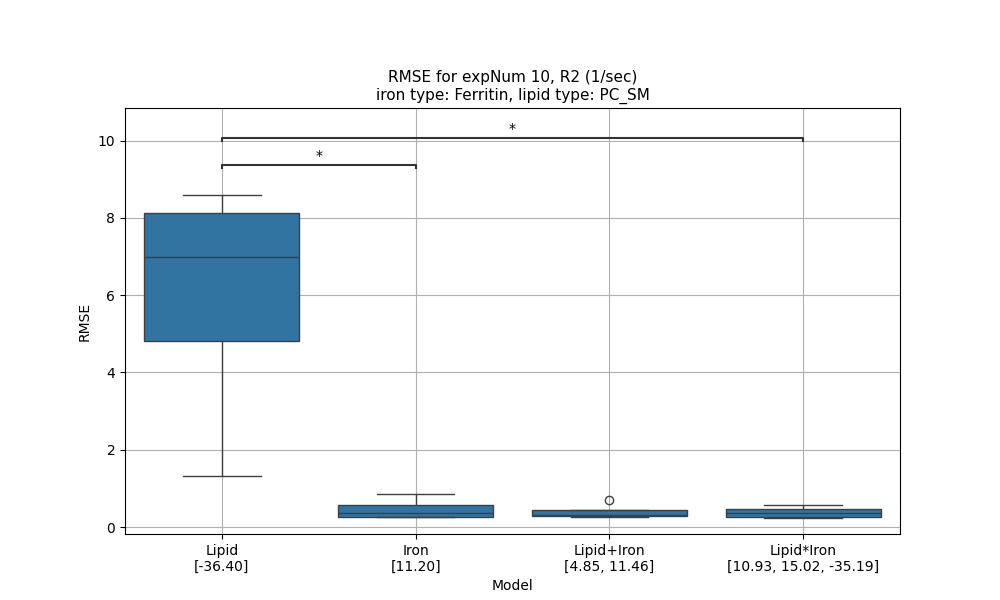 RMSE for expNum 10, R2 (1/sec)
iron type: Ferritin, lipid type: PC_SM
*
*
10
8
6
4
2
0
RMSE
Lipid
[-36.40]
Iron
[11.20]
Lipid+Iron
[4.85, 11.46]
Lipid*Iron
[10.93, 15.02, -35.19]
Model